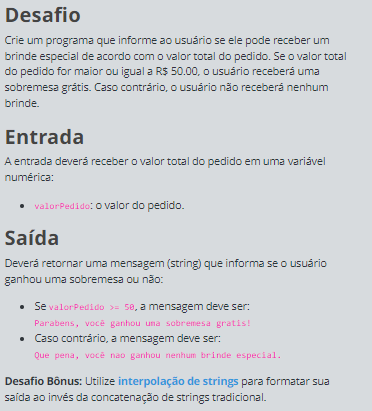 Desafio
Crie um programa que informe ao usuário se ele pode receber um
brinde especial de acordo com o valor total do pedido. Se o valor total
do pedido for maior ou igual a R$ 50.00, o usuário receberá uma
sobremesa grátis. Caso contrário, o usuário não receberá nenhum
brinde.
Entrada
A entrada deverá receber o valor total do pedido em uma variável
numérica:
• valorPedido: o valor do pedido.
Saída
Deverá retornar uma mensagem (string) que informa se o usuário
ganhou uma sobremesa ou não:
• Se valorPedido >= 50, a mensagem deve ser:
Parabens, você ganhou uma sobremesa gratis!
• Caso contrário, a mensagem deve ser:
Que pena, você nao ganhou nenhum brinde especial.
Desafio Bônus: Utilize interpolação de strings para formatar sua
saída ao invés da concatenação de strings tradicional.